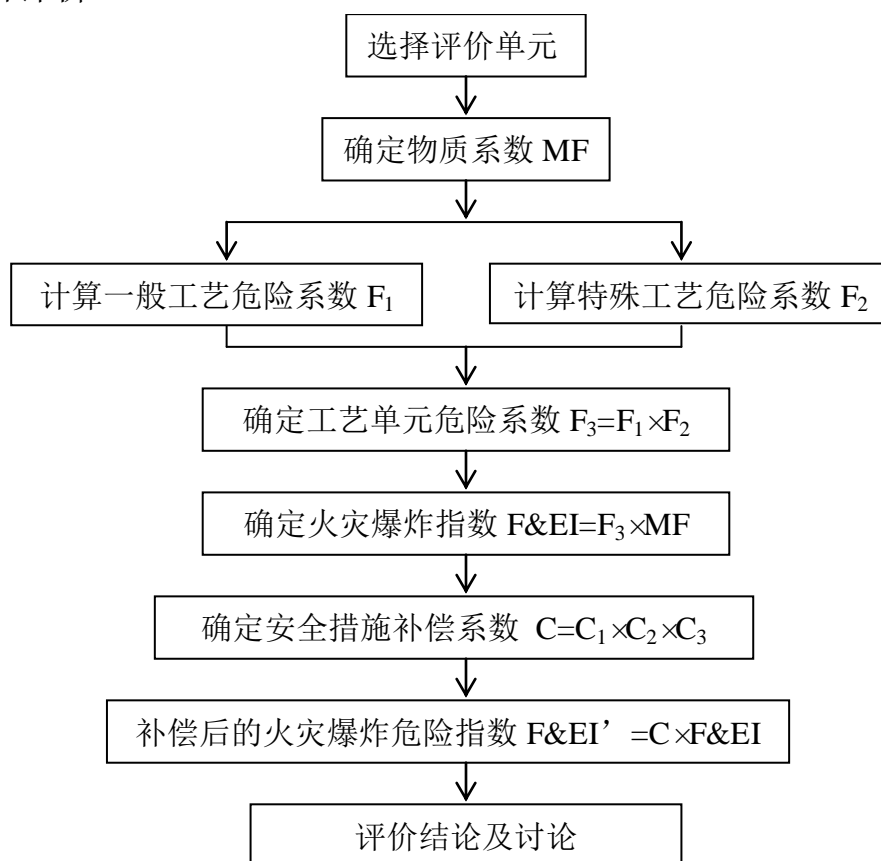 选择评价单元
确定物质系数 MF
计算一般工艺危险系数 F₁
计算特殊工艺危险系数 F₂
确定工艺单元危险系数 F₃=F₁×F₂
确定火灾爆炸指数 F&EI=F₃×MF
确定安全措施补偿系数 C=C₁×C₂×C₃
补偿后的火灾爆炸危险指数 F&EI’=C×F&EI
评价结论及讨论